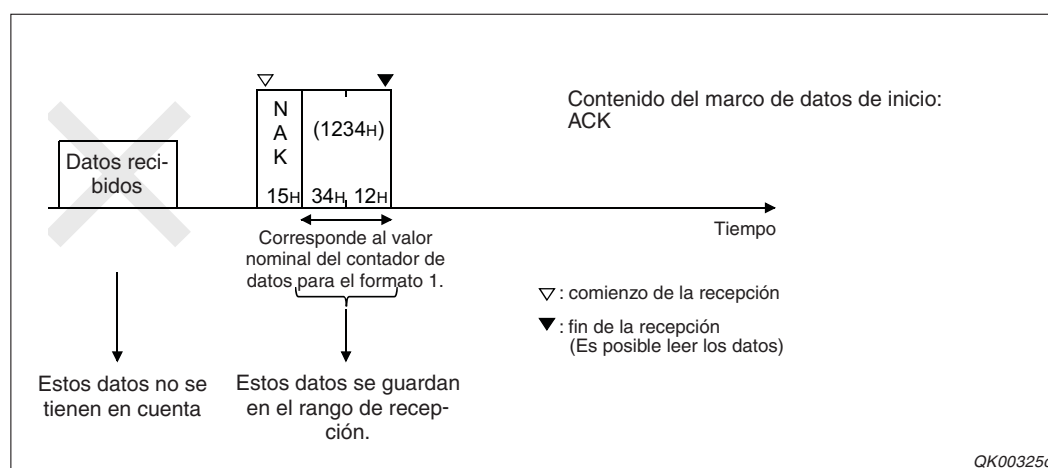 Datos reci-
bidos
N
A
K
(1234H)
15H
34H
12H
Contenido del marco de datos de inicio:
ACK
Tiempo
Corresponde al valor
nominal del contador de
datos para el formato 1.
: comienzo de la recepción
: fin de la recepción
(Es posible leer los datos)
Estos datos no se
tienen en cuenta
Estos datos se guardan
en el rango de recep-
ción.